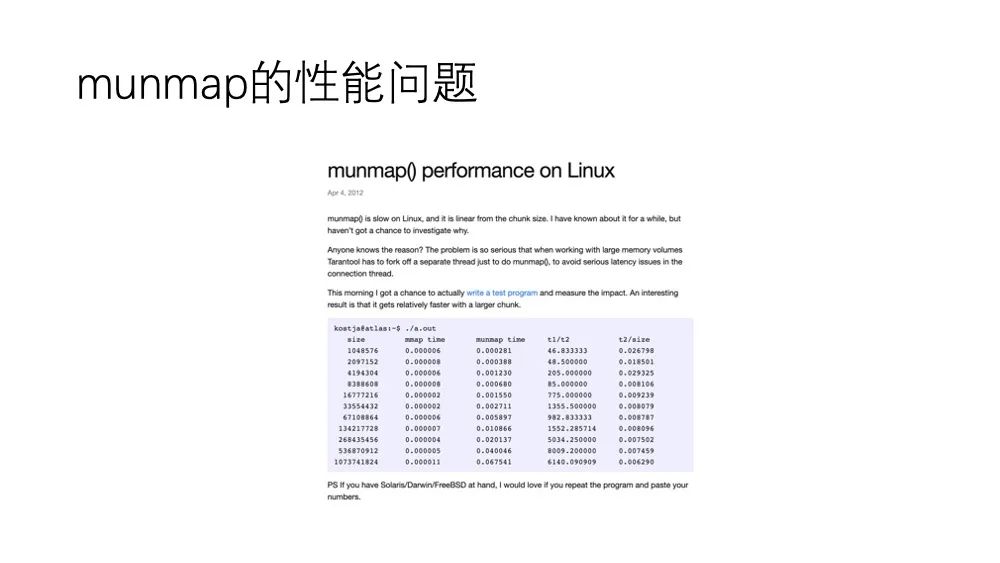 munmap的性能问题
munmap() performance on Linux
Apr 4, 2012
munmap() is slow on Linux, and it is linear from the chunk size. I have known about it for a while, but
haven't got a chance to investigate why.
Anyone knows the reason? The problem is so serious that when working with large memory volumes
Tarantool has to fork off a separate thread just to do munmap(), to avoid serious latency issues in the
connection thread.
This morning I got a chance to actually write a test program and measure the impact. An interesting
result is that it gets relatively faster with a larger chunk.
kostja@atlas:~$ ./a.out
size mmap time munmap time t1/t2 t2/size
1048576 0.000006 0.000281 46.833333 0.026798
2097152 0.000008 0.000388 48.500000 0.018501
4194304 0.000006 0.001230 205.000000 0.029325
8388608 0.000008 0.000680 85.000000 0.008106
16777216 0.000002 0.001550 775.000000 0.009239
33554432 0.000002 0.002711 1355.500000 0.008079
67108864 0.000006 0.005897 982.833333 0.008787
134217728 0.000007 0.010866 1552.285714 0.008096
268435456 0.000004 0.020137 5034.250000 0.007502
536870912 0.000005 0.040046 8009.200000 0.007459
1073741824 0.000011 0.067541 6140.090909 0.006290
PS If you have Solaris/Darwin/FreeBSD at hand, I would love if you repeat the program and paste your
numbers.